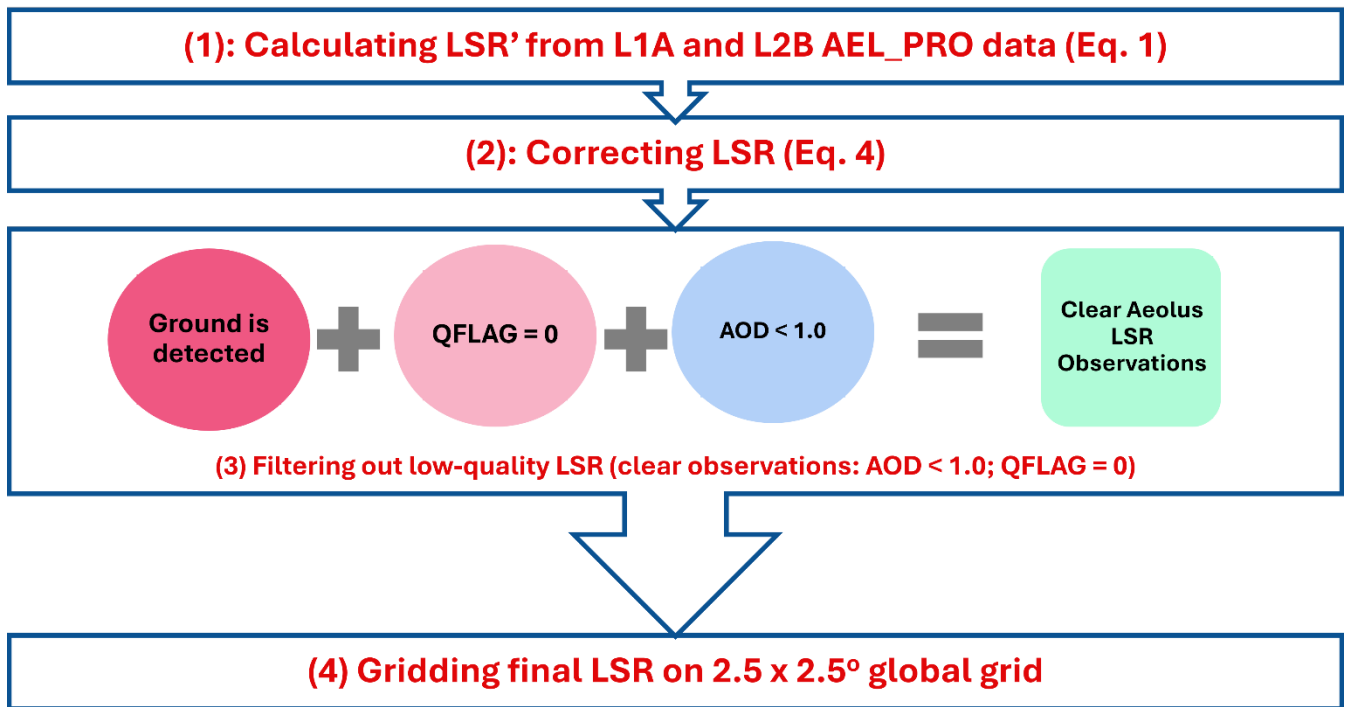 (1): Calculating LSR’ from L1A and L2B AEL_PRO data (Eq. 1)
(2): Correcting LSR (Eq. 4)
Ground is
detected
QFLAG = 0
AOD < 1.0
Clear Aeolus
LSR
Observations
(3) Filtering out low-quality LSR (clear observations: AOD < 1.0; QFLAG = 0)
(4) Gridding final LSR on 2.5 x 2.5º global grid